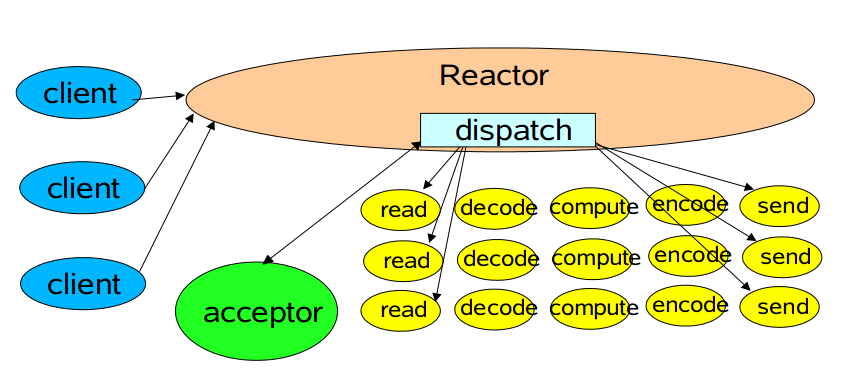 Reactor
client
dispatch
client
read decode compute encode send
read decode compute encode send
client
acceptor
read decode compute encode send